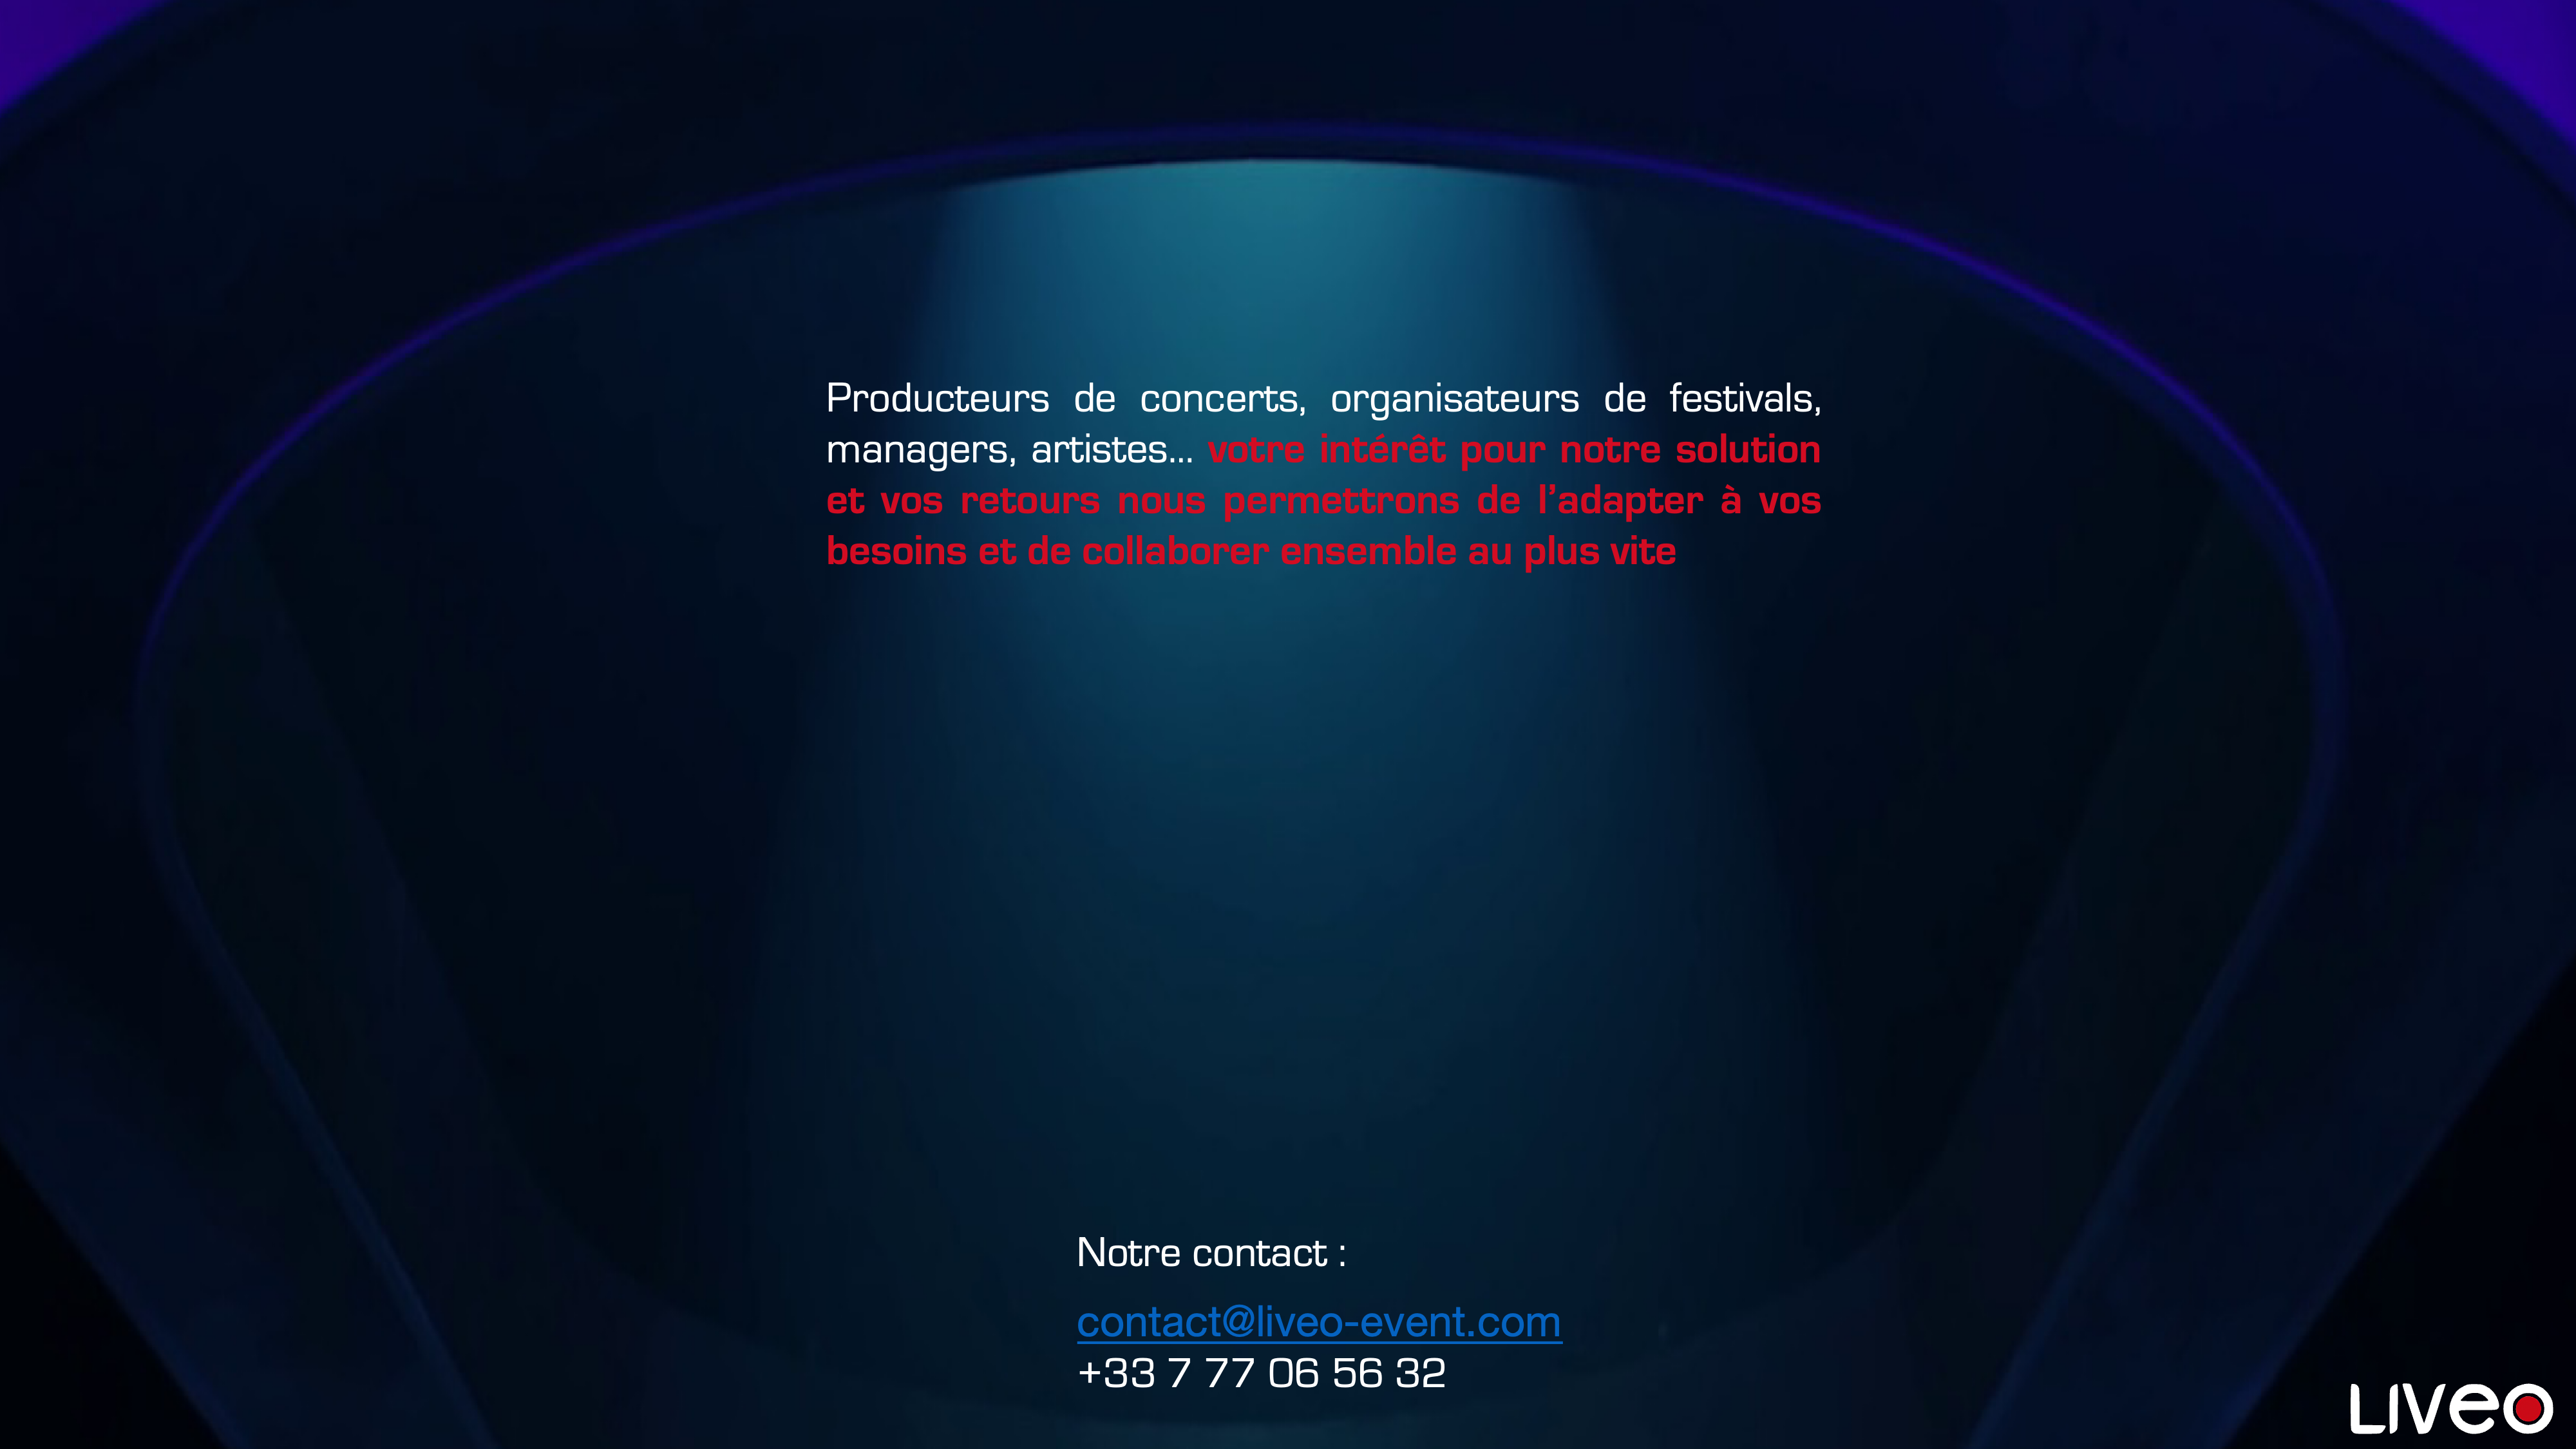 Producteurs de concerts, organisateurs de festivals,
managers, artistes... votre intérêt pour notre solution
et vos retours nous permettrons de l'adapter à vos
besoins et de collaborer ensemble au plus vite
Notre contact :
contact@liveo-event.com
+33 7 77 06 56 32
LIVEO